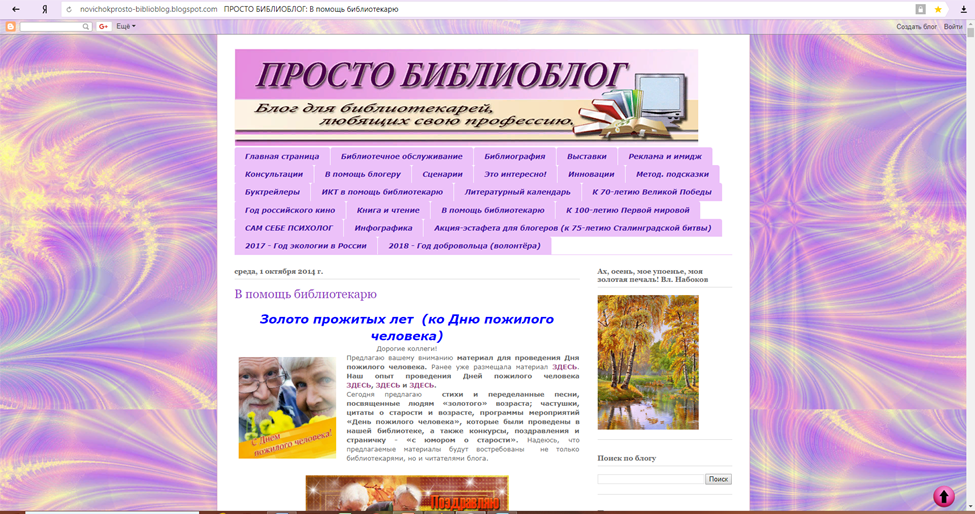 novichokprosto-biblioblog.blogspot.com ПРОСТО БИБЛИОБЛОГ: В помощь библиотекарю
G+ Ещё Создать блог Войти
ПРОСТО БИБЛИОБЛОГ
Блог для библиотекарей,
любящих свою профессию.
Главная страница Библиотечное обслуживание Библиография Выставки Реклама и имидж
Консультации В помощь блогеру Сценарии Это интересно! Инновации Метод. подсказки
Буктрейлеры ИКТ в помощь библиотекарю Литературный календарь К 70-летию Великой Победы
Год российского кино Книга и чтение В помощь библиотекарю К 100-летию Первой мировой
САМ СЕБЕ ПСИХОЛОГ Инфографика Акция-эстафета для блогеров (к 75-летию Сталинградской битвы)
2017 - Год экологии в России 2018 - Год добровольца (волонтёра)
среда, 1 октября 2014 г.
В помощь библиотекарю
Золото прожитых лет (ко Дню пожилого
человека)
Дорогие коллеги!
Предлагаю вашему вниманию материал для проведения Дня
пожилого человека. Ранее уже размещала материал ЗДЕСЬ.
Наш опыт проведения Дней пожилого человека
ЗДЕСЬ, ЗДЕСЬ и ЗДЕСЬ.
Сегодня предлагаю стихи и переделанные песни,
посвященные людям «золотого» возраста; частушки,
цитаты о старости и возрасте, программы мероприятий
«День пожилого человека», которые были проведены в
нашей библиотеке, а также конкурсы, поздравления и
страничку - «с юмором о старости». Надеюсь, что
предлагаемые материалы будут востребованы не только
библиотекарями, но и читателями блога.
С Днем
пожилого человека!
Поздравляю
Ах, осень, мое упоенье, моя
золотая печаль! Вл. Набоков
Поиск по блогу
Поиск